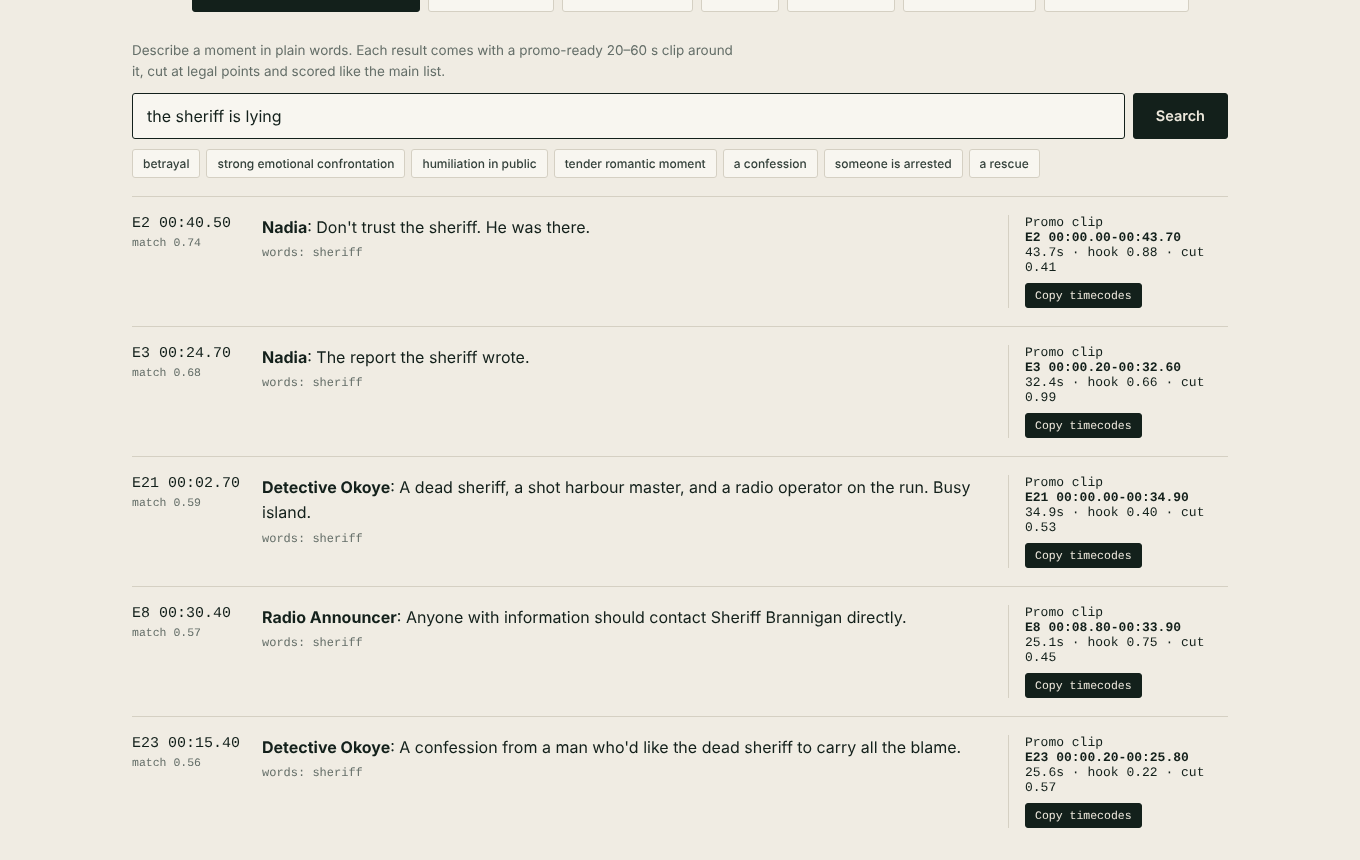 Describe a moment in plain words. Each result comes with a promo-ready 20–60 s clip around
it, cut at legal points and scored like the main list.
the sheriff is lying
Search
betrayal
strong emotional confrontation
humiliation in public
tender romantic moment
a confession
someone is arrested
a rescue
E2 00:40.50
match 0.74
Nadia: Don't trust the sheriff. He was there.
words: sheriff
Promo clip
E2 00:00.00-00:43.70
43.7s · hook 0.88 · cut
0.41
Copy timecodes
E3 00:24.70
match 0.68
Nadia: The report the sheriff wrote.
words: sheriff
Promo clip
E3 00:00.20-00:32.60
32.4s · hook 0.66 · cut
0.99
Copy timecodes
E21 00:02.70
match 0.59
Detective Okoye: A dead sheriff, a shot harbour master, and a radio operator on the run. Busy
island.
words: sheriff
Promo clip
E21 00:00.00-00:34.90
34.9s · hook 0.40 · cut
0.53
Copy timecodes
E8 00:30.40
match 0.57
Radio Announcer: Anyone with information should contact Sheriff Brannigan directly.
words: sheriff
Promo clip
E8 00:08.80-00:33.90
25.1s · hook 0.75 · cut
0.45
Copy timecodes
E23 00:15.40
match 0.56
Detective Okoye: A confession from a man who'd like the dead sheriff to carry all the blame.
words: sheriff
Promo clip
E23 00:00.20-00:25.80
25.6s · hook 0.22 · cut
0.57
Copy timecodes